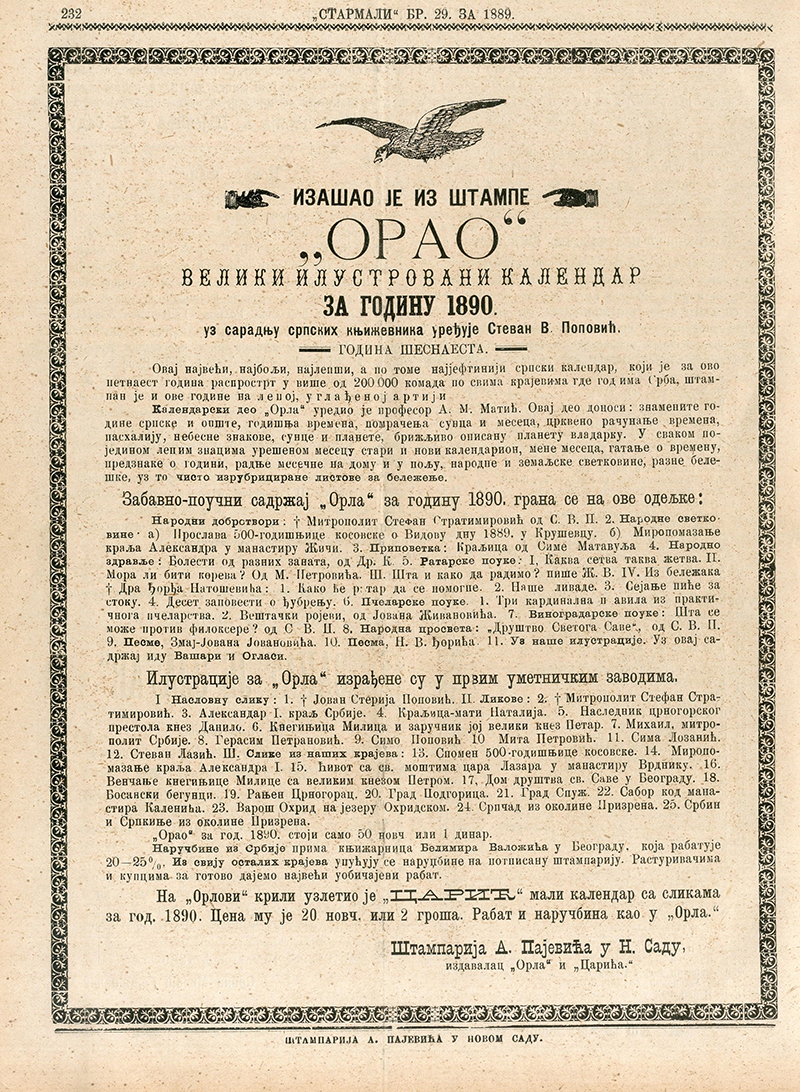 232
„СТАРМАЛИ“ БР. 29. ЗА 1889.
ИЗАШАО ЈЕ ИЗ ШТАМПЕ
„ОРАО“
ВЕЛИКИ ИЛУСТРОВАНИ КАЛЕНДАР
ЗА ГОДИНУ 1890.
уз сарадњу српских књижевника уређује Стеван В. Поповић.
ГОДИНА ШЕСНАЕСТА.
Овај највећи, најбољи, најлепши, а по томе најјефтинији српски календар, који је за ово
петнаест година распрострт у више од 200000 комада по свима крајевима где год има Срба, штам-
пан је и ове године на лепој, углађеној артији
Календарски део „Орла“ уредио је професор А. М. Матић. Овај део доноси: знамените го-
дине српске и опште, годишња времена, помрачења сунца и месеца, црквено рачунање времена,
пасхалију, небесне знакове, сунце и планете, брижљиво описану планету владарку. У сваком по-
једином лепим знацима урешеном месецу стари и нови календарион, мене месеца, гатање о времену,
предзнаке о години, радње месечне на дому и у пољу, народне и земаљске светковине, разне беле-
шке, уз то чисто изрубрициране листове за бележење.
Забавно-поучни садржај „Орла“ за годину 1890. грана се на ове одељке:
Народни добротвори: † Митрополит Стефан Стратимировић од С. В. П. 2. Народне светко-
вине · а) Прослава 500-годишњице косовске о Видову дну 1889, у Крушевцу. б) Миропомазање
краља Александра у манастиру Жичи. 3. Приповетка: Краљица од Симе Матавуља 4. Народно
здравље: Болести од разних заната, од Др. К. 5. Ратарске поуке: I, Каква сетва таква жетва. II.
Мора ли бити корева? Од М. Петровића. III. Шта и како да радимо? пише Ж. В. IV. Из бележака
† Дра Ђорђа Натошевића: 1. Како ће р тар да се помогне. 2. Наше ливаде. 3. Сејање пиће за
стоку. 4. Десет заповести о ђубрењу. 6. Пчеларске поуке. 1. Три кардинална п авила из практи-
чнога пчеларства. 2. Вештачки ројеви, од Јована Живановића. 7. Виноградарске поуке: Шта се
може против филоксере? од С В. П. 8. Народна просвета: „Друштво Светога Саве“, од С. В. П.
9. Песме, Змај-Јована Јовановића. 10. Песма, Н. В. Ђорића. 11. Уз наше илустрације. Уз овај са-
држај иду Вашари и Огласи.
Илустрације за „Орла“ израђене су у првим уметничким заводима.
I Насловну слику: 1. † Јован Стерија Поповић. II. Ликове: 2. † Митрополит Стефан Стра-
тимировић. 3. Александар I. краљ Србије. 4. Краљица-мати Наталија. 5. Наследник црногорског
престола кнез Данило. 6. Кнегињица Милица и заручник јој велики кнез Петар. 7. Михаил, митро-
полит Србије. 8. Герасим Петрановић. 9. Симо Поповић 10 Мита Петровић. 11. Сима Лозанић.
12. Стеван Лазић. III. Слике из наших крајева: 13. Спомен 500-годишњице косовске. 14. Миропо-
мазање краља Александра I. 15. Ћивот са св. моштима цара Лазара у манастиру Врднику. 16.
Венчање кнегињице Милице са великим кнезом Петром. 17. Дом друштва св. Саве у Београду. 18.
Босански бегунци. 19. Рањен Црногорац. 20. Град Подгорица. 21. Град Спуж. 22. Сабор код мана-
стира Каленића. 23. Варош Охрид на језеру Охридском. 24. Српчад из околине Призрена. 25. Србин
и Српкиње из околине Призрена.
„Орао“ за год. 1890. стоји само 50 новч или 1 динар.
Наручбине из Србије прима књижарница Велимира Валожића у Београду, која рабатује
20—25%. Из свију осталих крајева упућују се наруџбине на потписану штампарију. Растуривачима
и купцима за готово дајемо највећи уобичајени рабат.
На „Орлови“ крили узлетио је „ЦАРИЋ“ мали календар са сликама
за год. 1890. Цена му је 20 новч. или 2 гроша. Рабат и наручбина као у „Орла.“
Штампарија А. Пајевића у Н. Саду,
издавалац „Орла“ и „Царића.“
ШТАМПАРИЈА А. ПАЈЕВИЋА У НОВОМ САДУ.